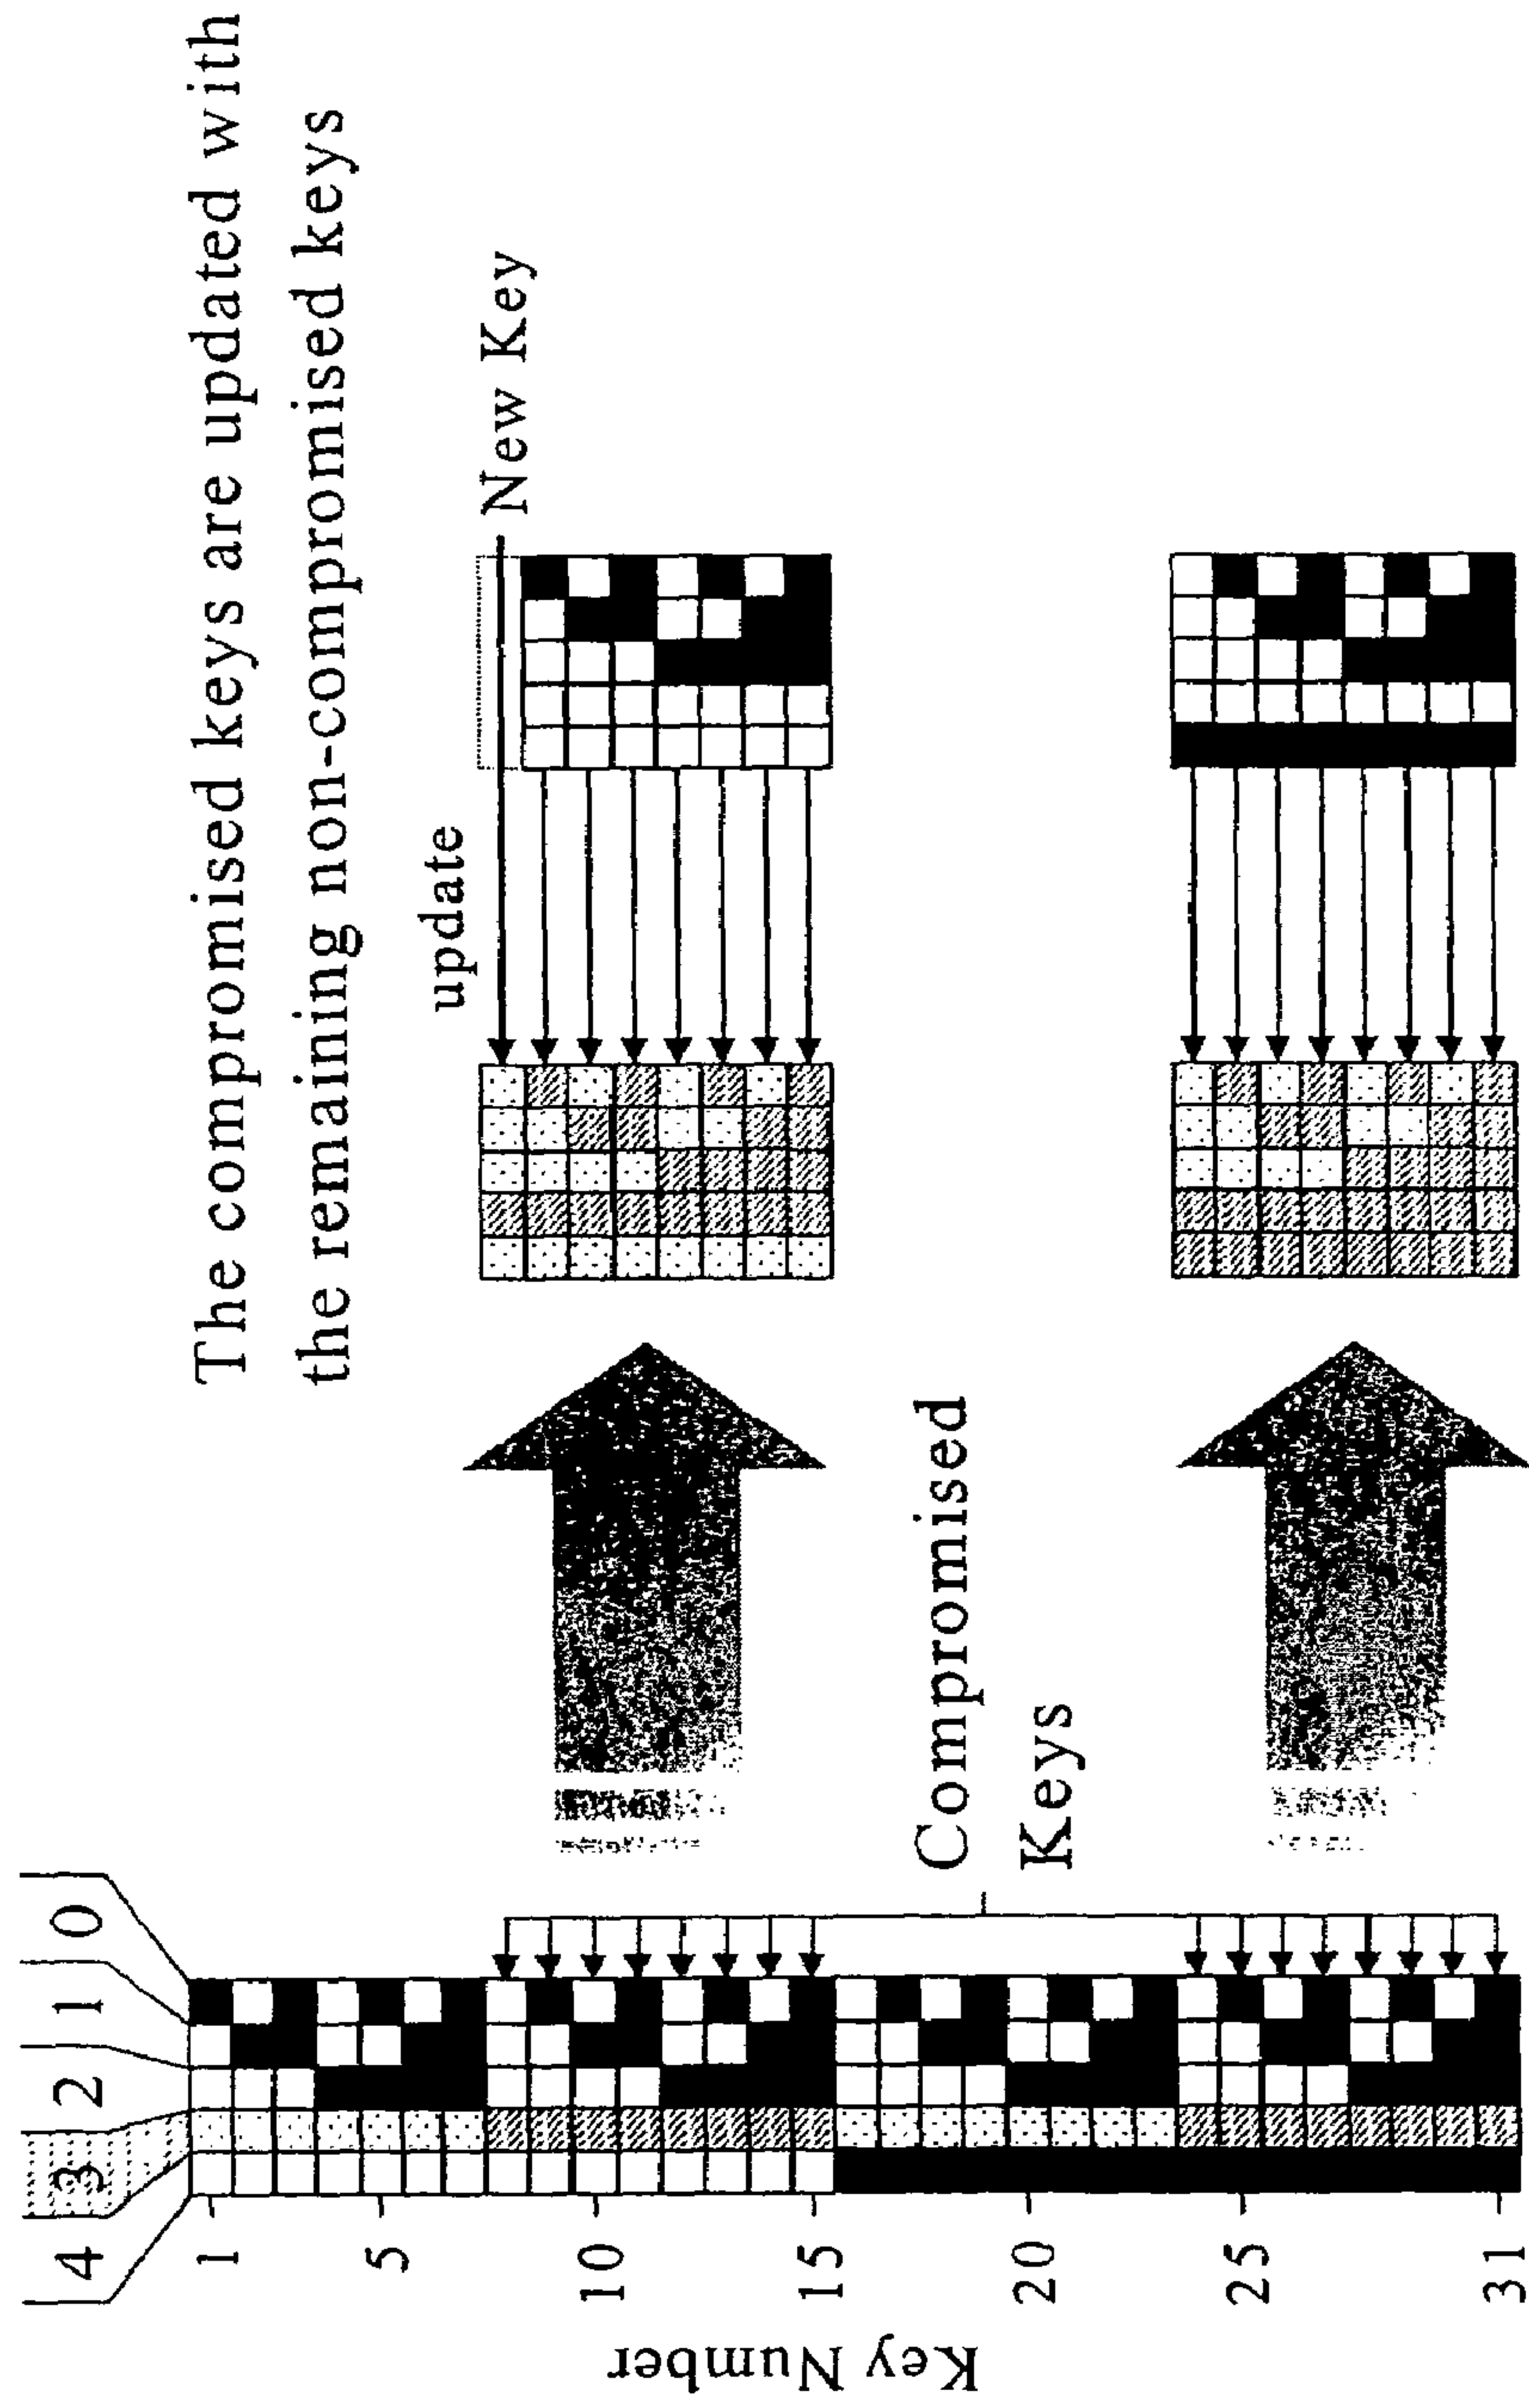 The compromised keys are updated with
the remaining non-compromised keys
New Key
update
Compromised
Keys
4 3 2 1 0
1
5
10
15
20
25
31
Key Number